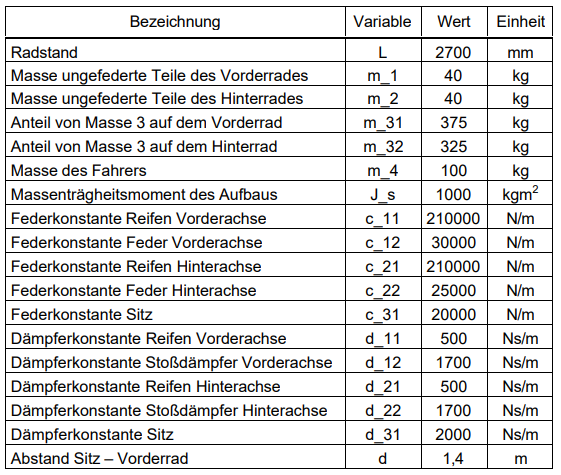 Bezeichnung Variable Wert Einheit
Radstand L 2700 mm
Masse ungefederte Teile des Vorderrades m_1 40 kg
Masse ungefederte Teile des Hinterrades m_2 40 kg
Anteil von Masse 3 auf dem Vorderrad m_31 375 kg
Anteil von Masse 3 auf dem Hinterrad m_32 325 kg
Masse des Fahrers m_4 100 kg
Massenträgheitsmoment des Aufbaus J_s 1000 kgm²
Federkonstante Reifen Vorderachse c_11 210000 N/m
Federkonstante Feder Vorderachse c_12 30000 N/m
Federkonstante Reifen Hinterachse c_21 210000 N/m
Federkonstante Feder Hinterachse c_22 25000 N/m
Federkonstante Sitz c_31 20000 N/m
Dämpferkonstante Reifen Vorderachse d_11 500 Ns/m
Dämpferkonstante Stoßdämpfer Vorderachse d_12 1700 Ns/m
Dämpferkonstante Reifen Hinterachse d_21 500 Ns/m
Dämpferkonstante Stoßdämpfer Hinterachse d_22 1700 Ns/m
Dämpferkonstante Sitz d_31 2000 Ns/m
Abstand Sitz – Vorderrad d 1,4 m